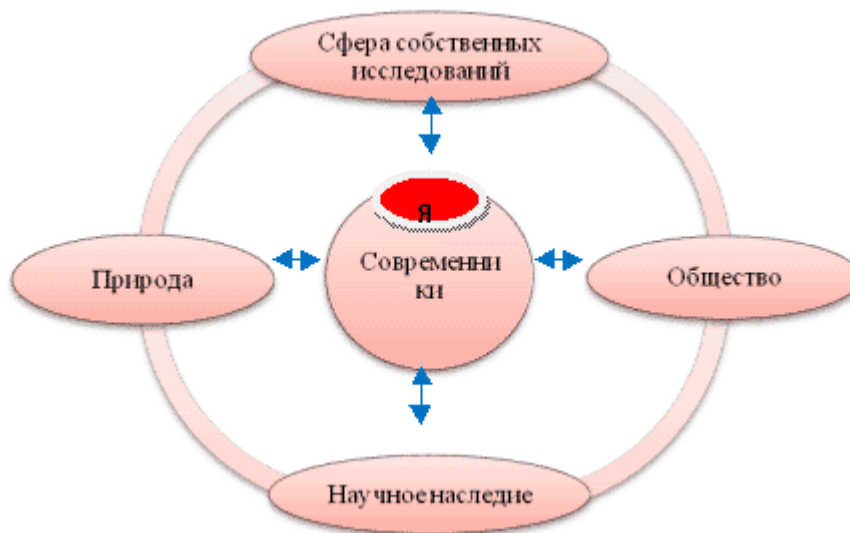 Сфера собственных
исследований
Я
Природа
Современни
ки
Общество
Научное наследие